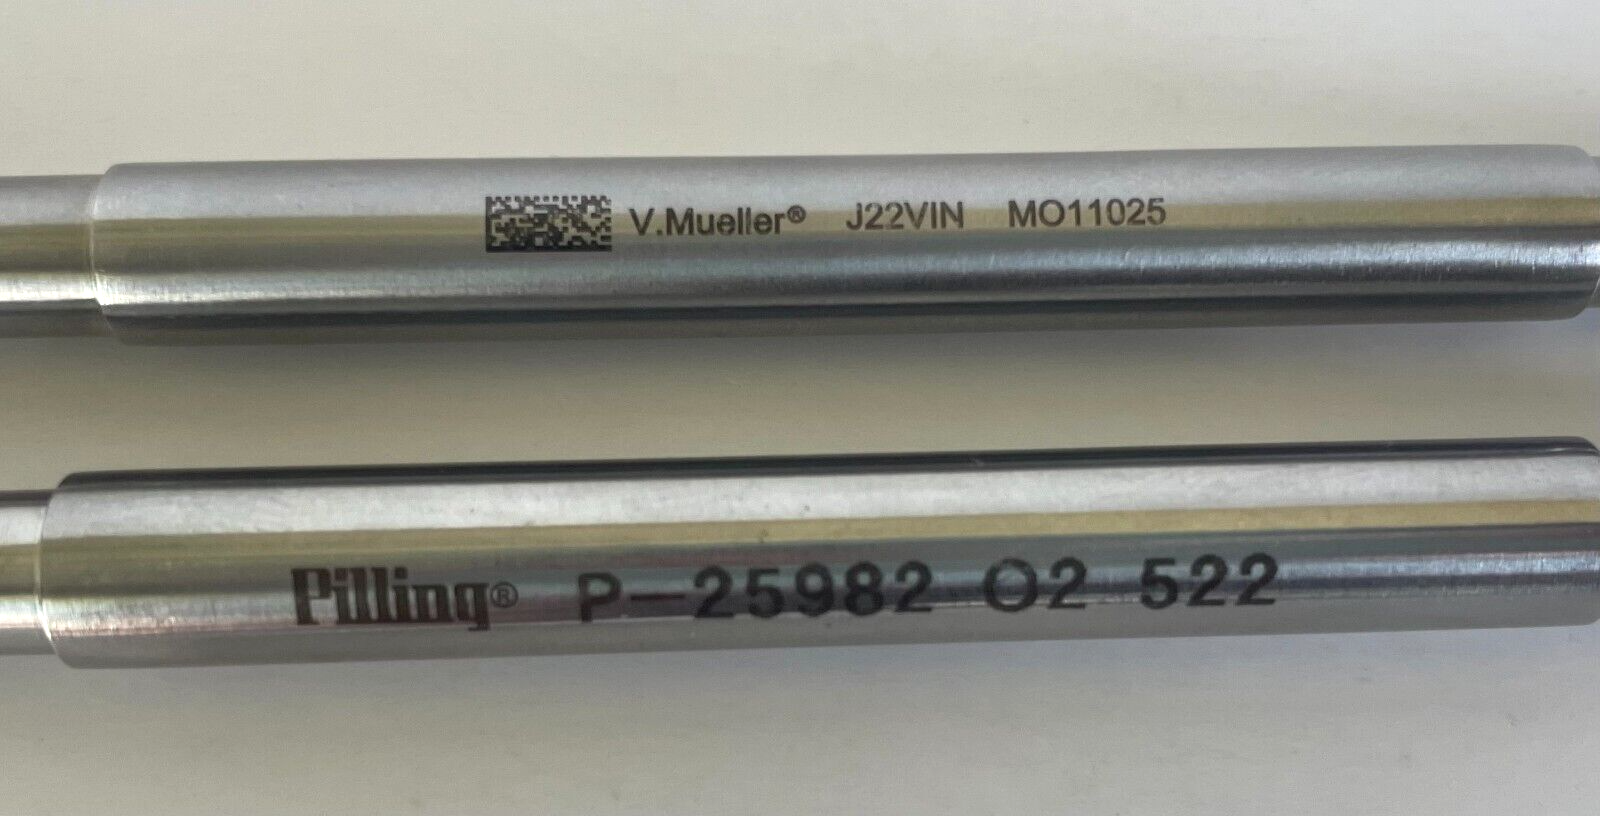 V.Mueller® J22VIN MO11025
Pilling® P-25982 O2 522